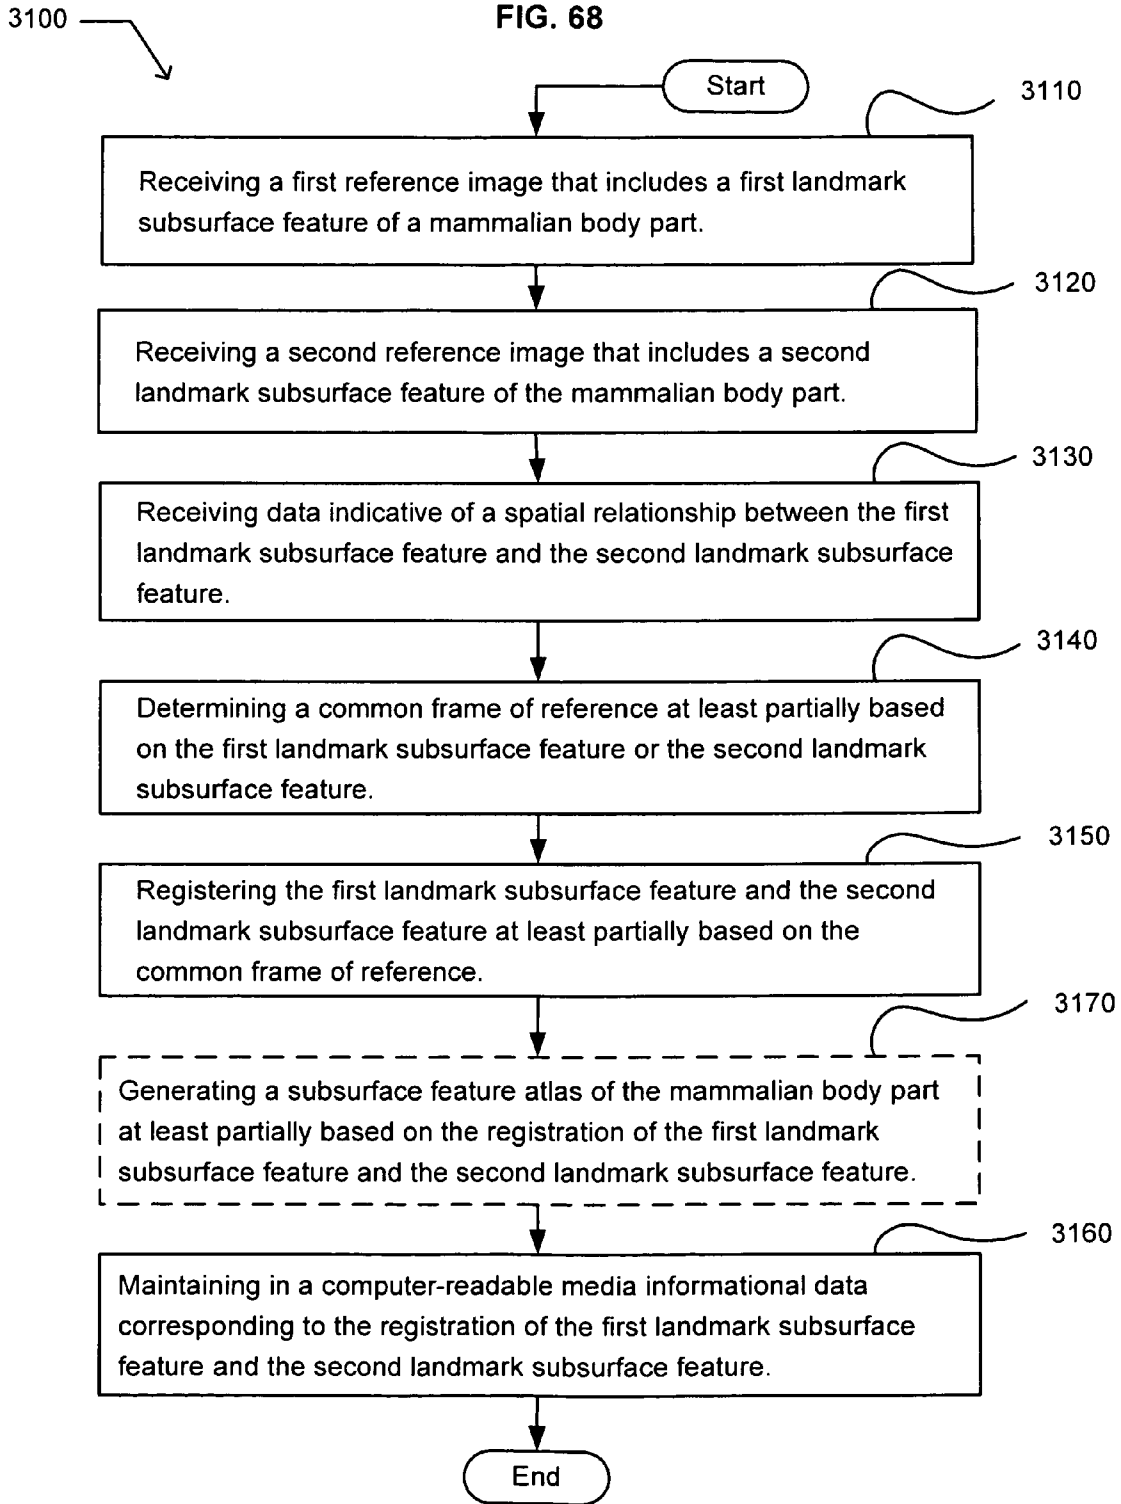 FIG. 68
3100
Start
3110
Receiving a first reference image that includes a first landmark
subsurface feature of a mammalian body part.
3120
Receiving a second reference image that includes a second
landmark subsurface feature of the mammalian body part.
3130
Receiving data indicative of a spatial relationship between the first
landmark subsurface feature and the second landmark subsurface
feature.
3140
Determining a common frame of reference at least partially based
on the first landmark subsurface feature or the second landmark
subsurface feature.
3150
Registering the first landmark subsurface feature and the second
landmark subsurface feature at least partially based on the
common frame of reference.
3170
Generating a subsurface feature atlas of the mammalian body part
at least partially based on the registration of the first landmark
subsurface feature and the second landmark subsurface feature.
3160
Maintaining in a computer-readable media informational data
corresponding to the registration of the first landmark subsurface
feature and the second landmark subsurface feature.
End